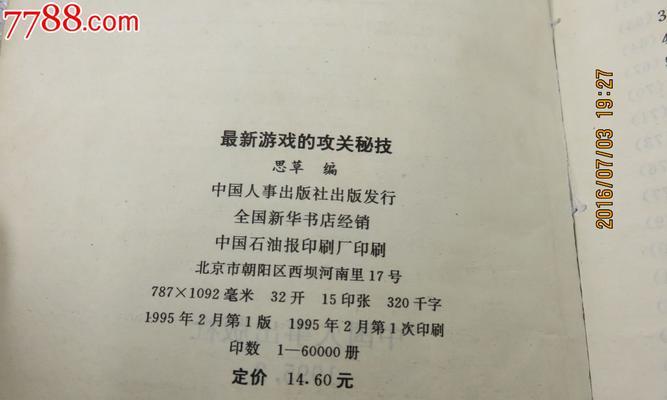 7788.com
最新游戏的攻关秘技
思草 编
中国人事出版社出版发行
全国新华书店经销
中国石油报印刷厂印刷
北京市朝阳区西坝河南里17号
787×1092毫米 32开 15印张 320千字
1995年2月第1版 1995年2月第1次印刷
印数 1—60000册
定价 14.60元
2016/07/03 19:27